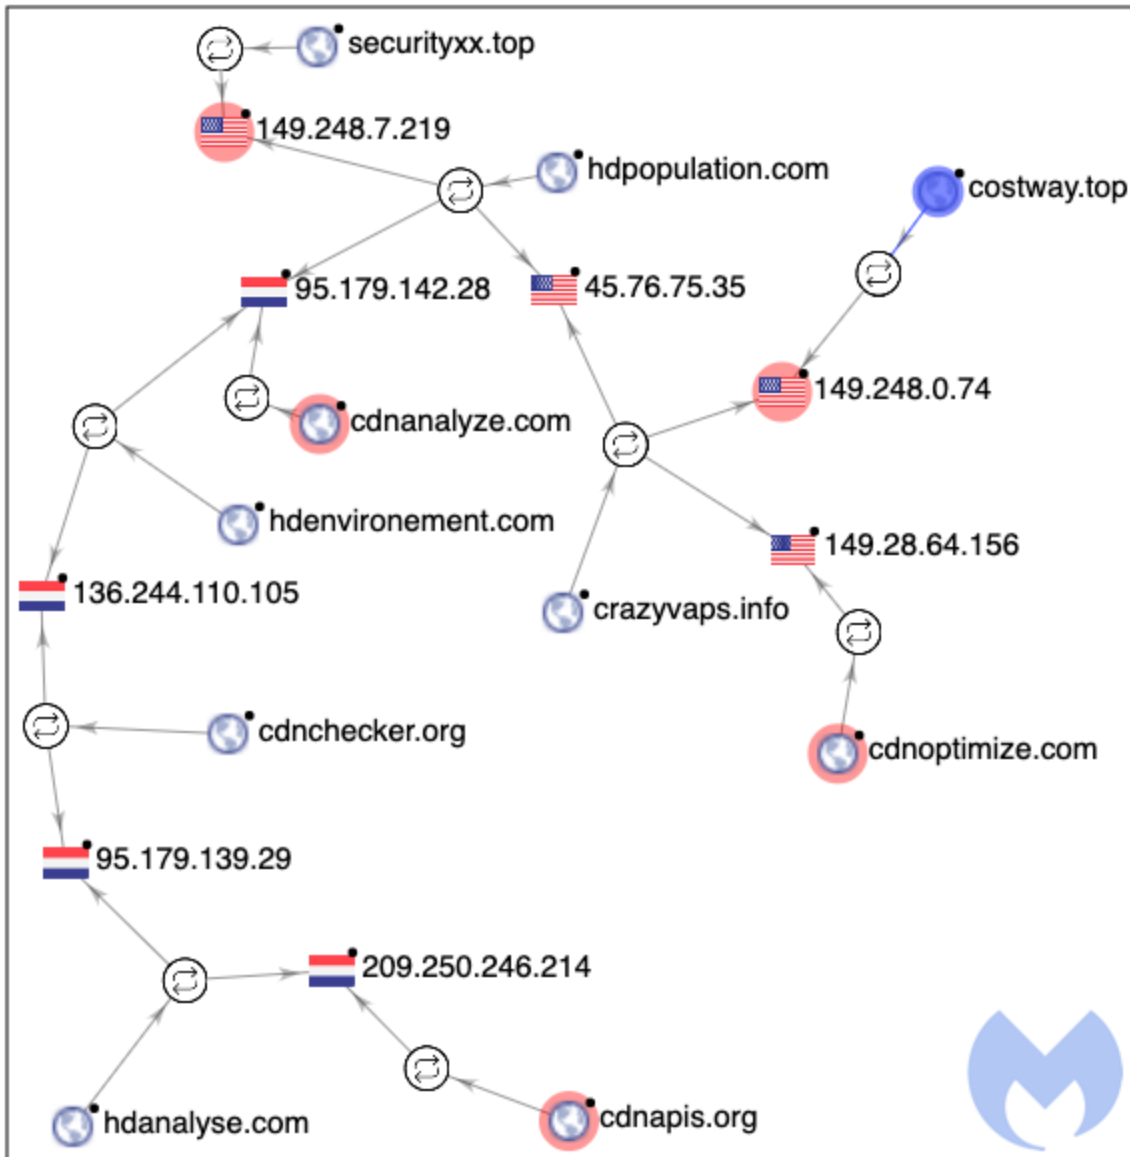 securityxx.top
149.248.7.219
hdpopulation.com
costway.top
95.179.142.28
45.76.75.35
149.248.0.74
cdnanalyze.com
hdenvironement.com
149.28.64.156
136.244.110.105
crazyvaps.info
cdnchecker.org
cdnoptimize.com
95.179.139.29
209.250.246.214
hdanalyse.com
cdnapis.org